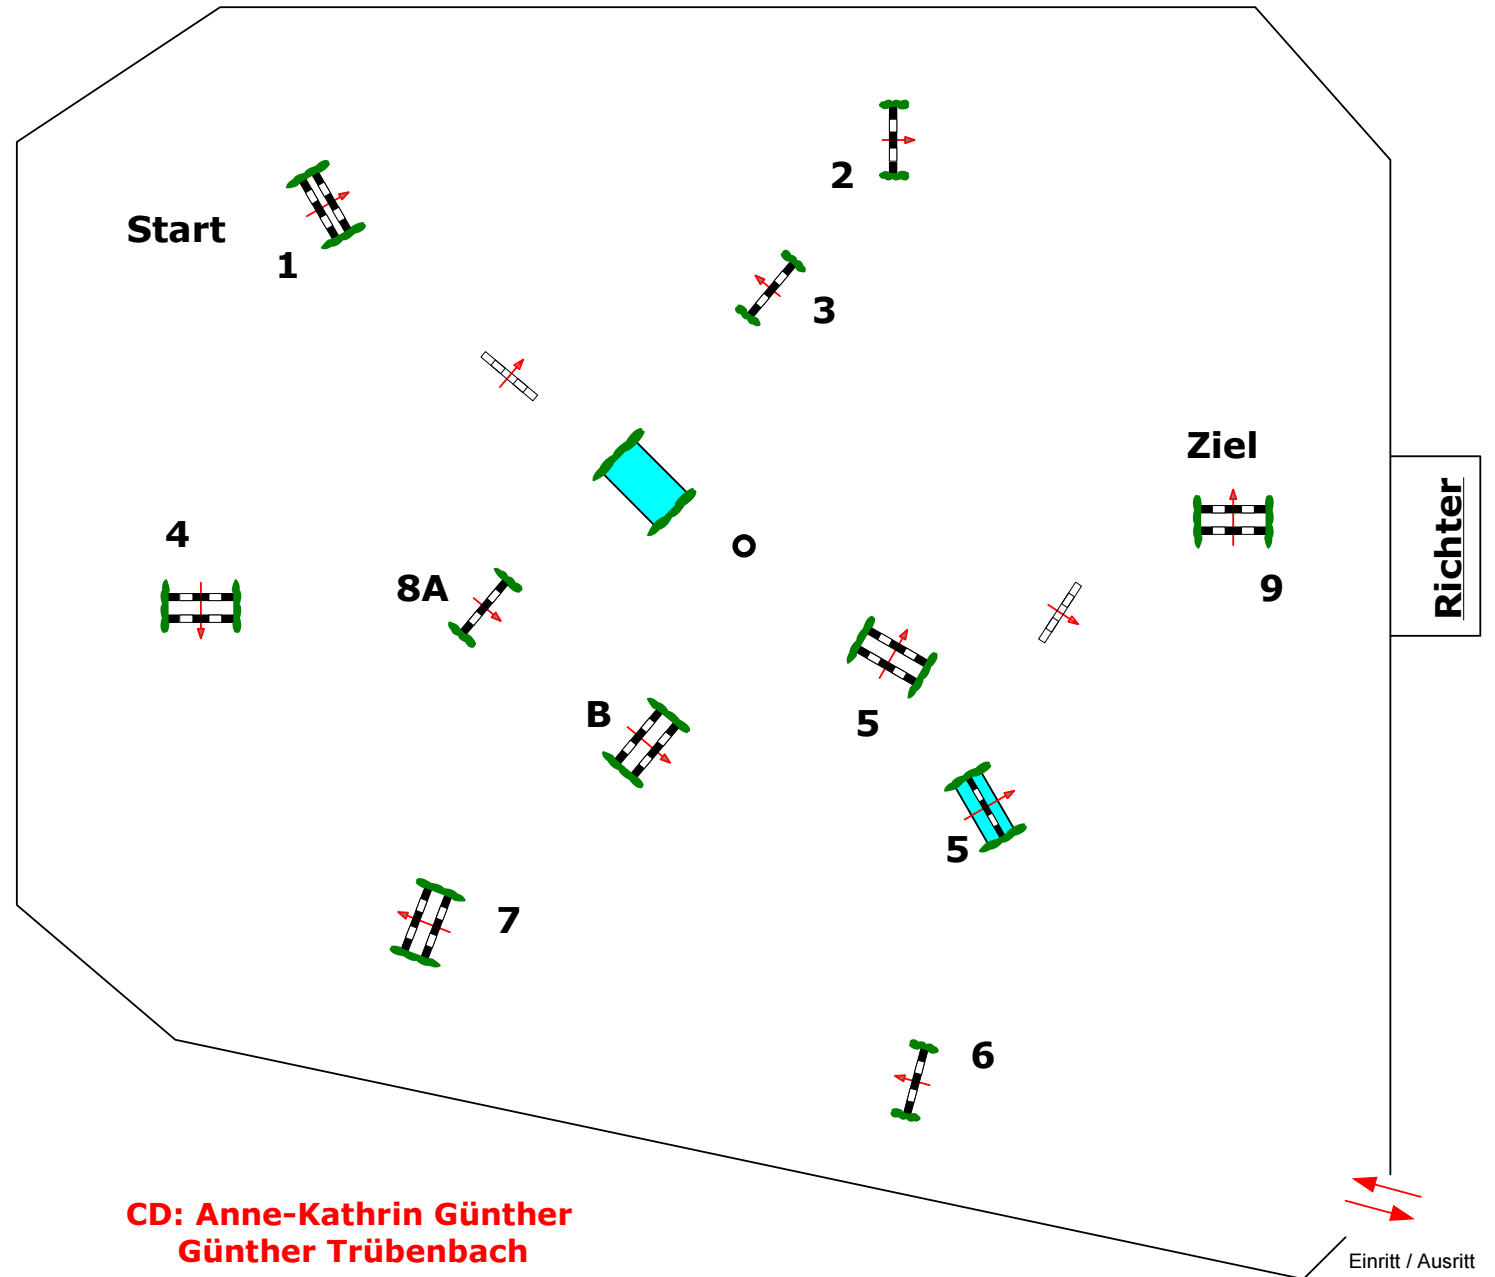 2
Start
1
3
Ziel
Richter
4
8A
9
B
5
5
7
6
CD: Anne-Kathrin Günther
Günther Trübenbach
Einritt / Ausritt